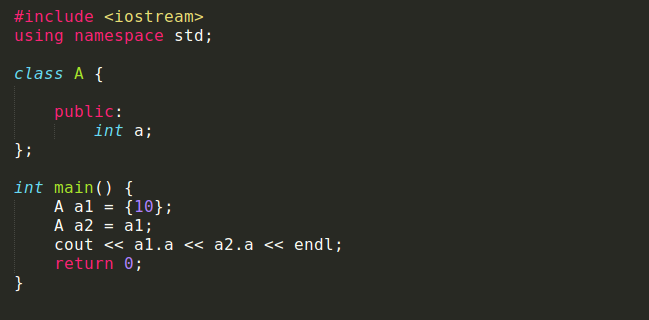 #include <iostream>
using namespace std;
class A {
public:
int a;
};
int main() {
A a1 = {10};
A a2 = a1;
cout << a1.a << a2.a << endl;
return 0;
}